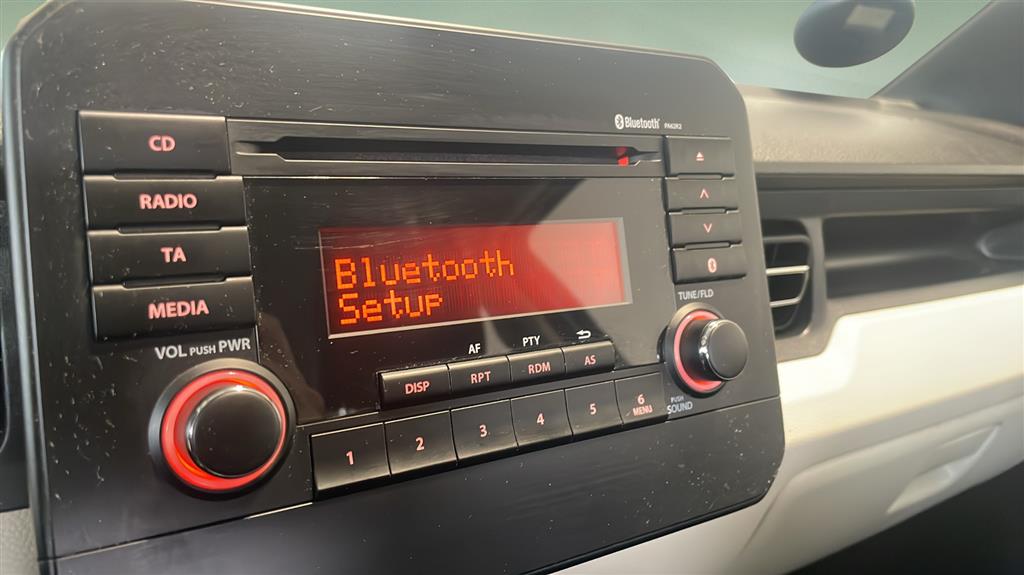 Bluetooth PA42R2
CD
RADIO
TA
MEDIA
Bluetooth
Setup
VOL PUSH PWR
TUNE/FLD
AF
PTY
DISP
RPT
RDM
AS
PUSH
SOUND
1
2
3
4
5
6
MENU